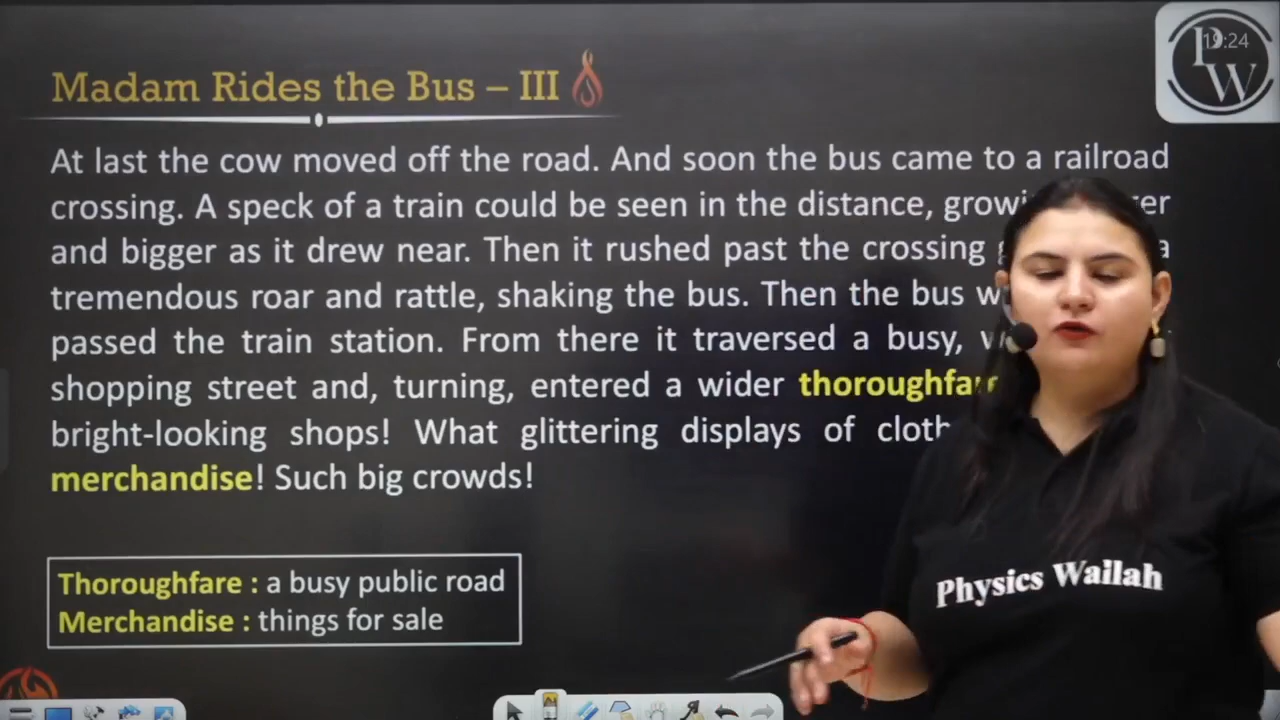 Madam Rides the Bus – III
PW
19:24
At last the cow moved off the road. And soon the bus came to a railroad
crossing. A speck of a train could be seen in the distance,
and bigger as it drew near. Then it rushed past the crossing a
tremendous roar and rattle, shaking the bus. Then the bus
passed the train station. From there it traversed a busy,
shopping street and, turning, entered a wider
bright-looking shops! What glittering displays of
merchandise! Such big crowds!
Thoroughfare : a busy public road
Merchandise : things for sale
Physics Wallah